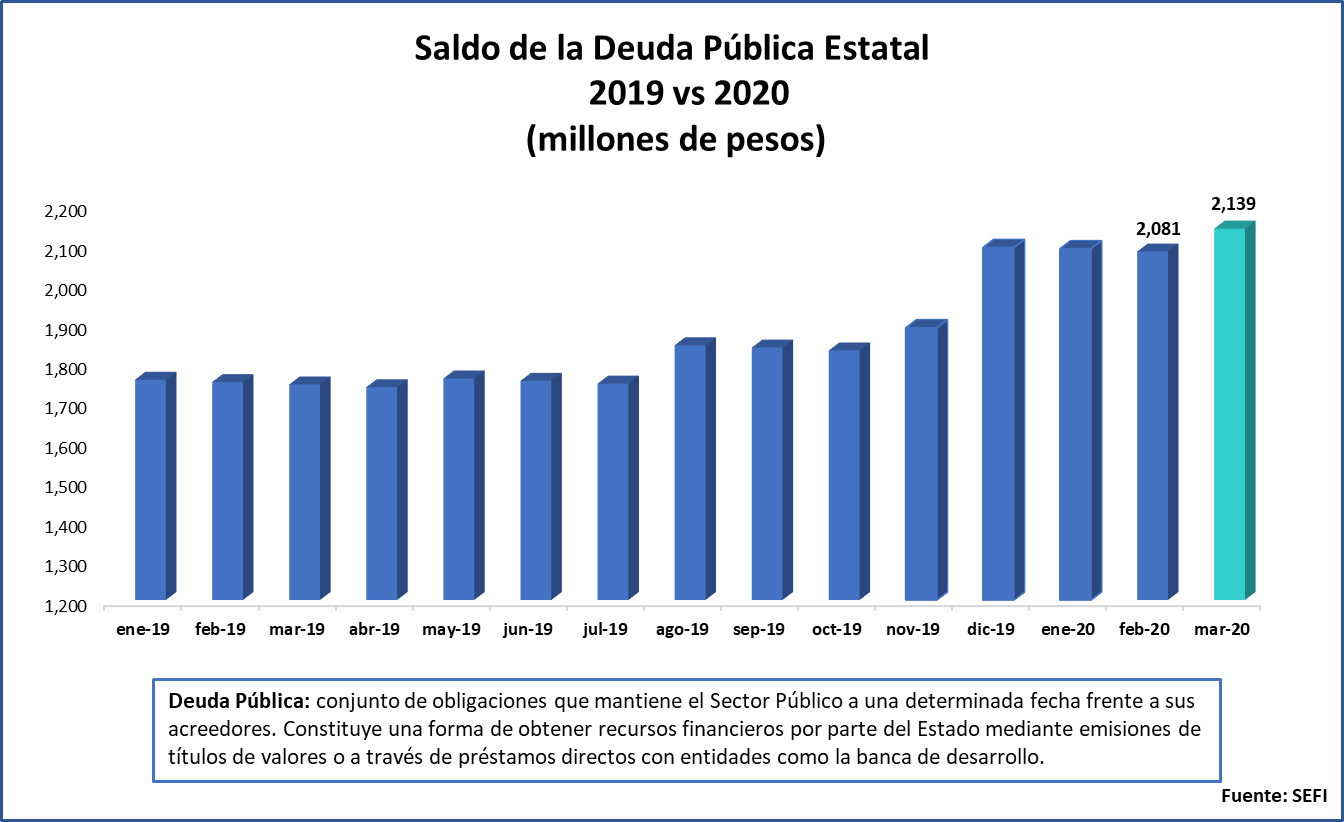 Saldo de la Deuda Pública Estatal
2019 vs 2020
(millones de pesos)
2,200
2,100
2,000
1,900
1,800
1,700
1,600
1,500
1,400
1,300
1,200
2,081
2,139
ene-19 feb-19 mar-19 abr-19 may-19 jun-19 jul-19 ago-19 sep-19 oct-19 nov-19 dic-19 ene-20 feb-20 mar-20
Deuda Pública: conjunto de obligaciones que mantiene el Sector Público a una determinada fecha frente a sus
acreedores. Constituye una forma de obtener recursos financieros por parte del Estado mediante emisiones de
títulos de valores o a través de préstamos directos con entidades como la banca de desarrollo.
Fuente: SEFI